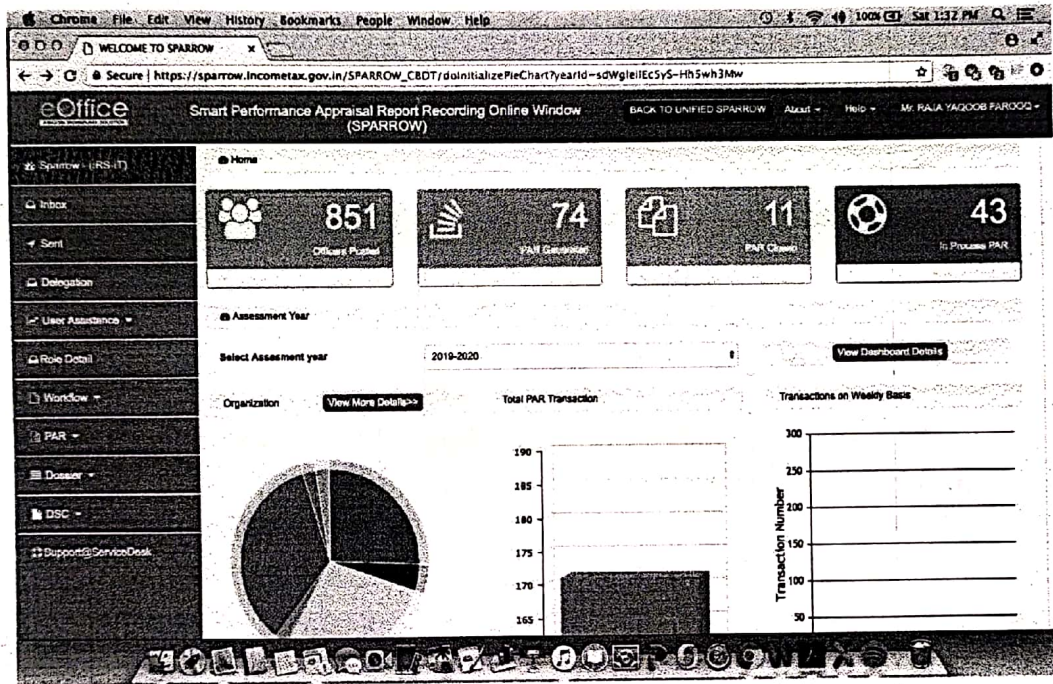 Chrome File Edit View History Bookmarks People Window Help 100% Sat 1:32 PM
WELCOME TO SPARROW x
Secure | https://sparrow.incometax.gov.in/SPARROW_CBDT/doInitializePieChart?yearId=
eOffice
Smart Performance Appraisal Report Recording Online Window
(SPARROW)
BACK TO UNIFIED SPARROW About Help Mr. RAJA YAQOOB FAROOQ
Sparrow - (IRS-IT)
Home
Inbox
Sent
Delegation
User Assistance
Role Detail
Workflow
PAR
Dossier
DSC
Support@ServiceDesk
851
Officers Posted
74
PAR Generated
11
PAR Closed
43
In Process PAR
Assessment Year
Select Assesment year 2019-2020 View Dashboard Details
Organization View More Details>>
Total PAR Transaction
190
185
180
175
170
165
Transactions on Weekly Basis
Transaction Number
300
250
200
150
100
50